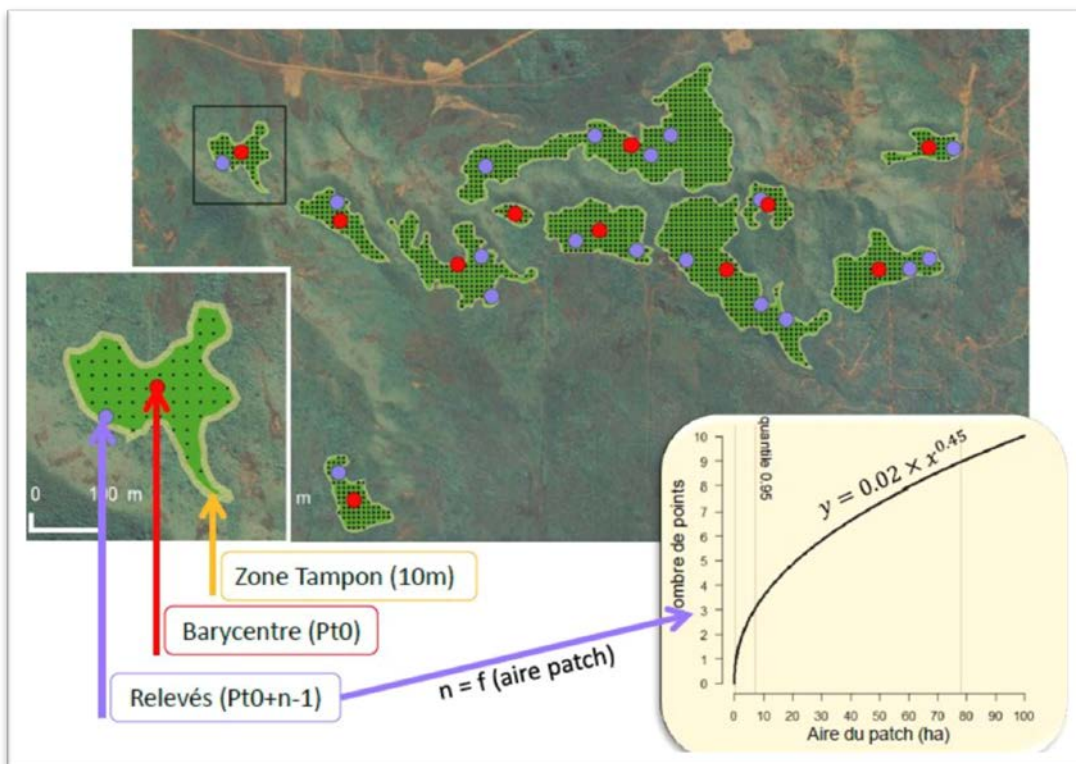 0 100 m
m
Zone Tampon (10m)
Barycentre (Pt0)
Relevés (Pt0+n-1)
n = f (aire patch)
ombre de points
10
9
8
7
6
5
4
3
2
1
0
quantile 0.95
y = 0.02 × x^0.45
0 10 20 30 40 50 60 70 80 90 100
Aire du patch (ha)